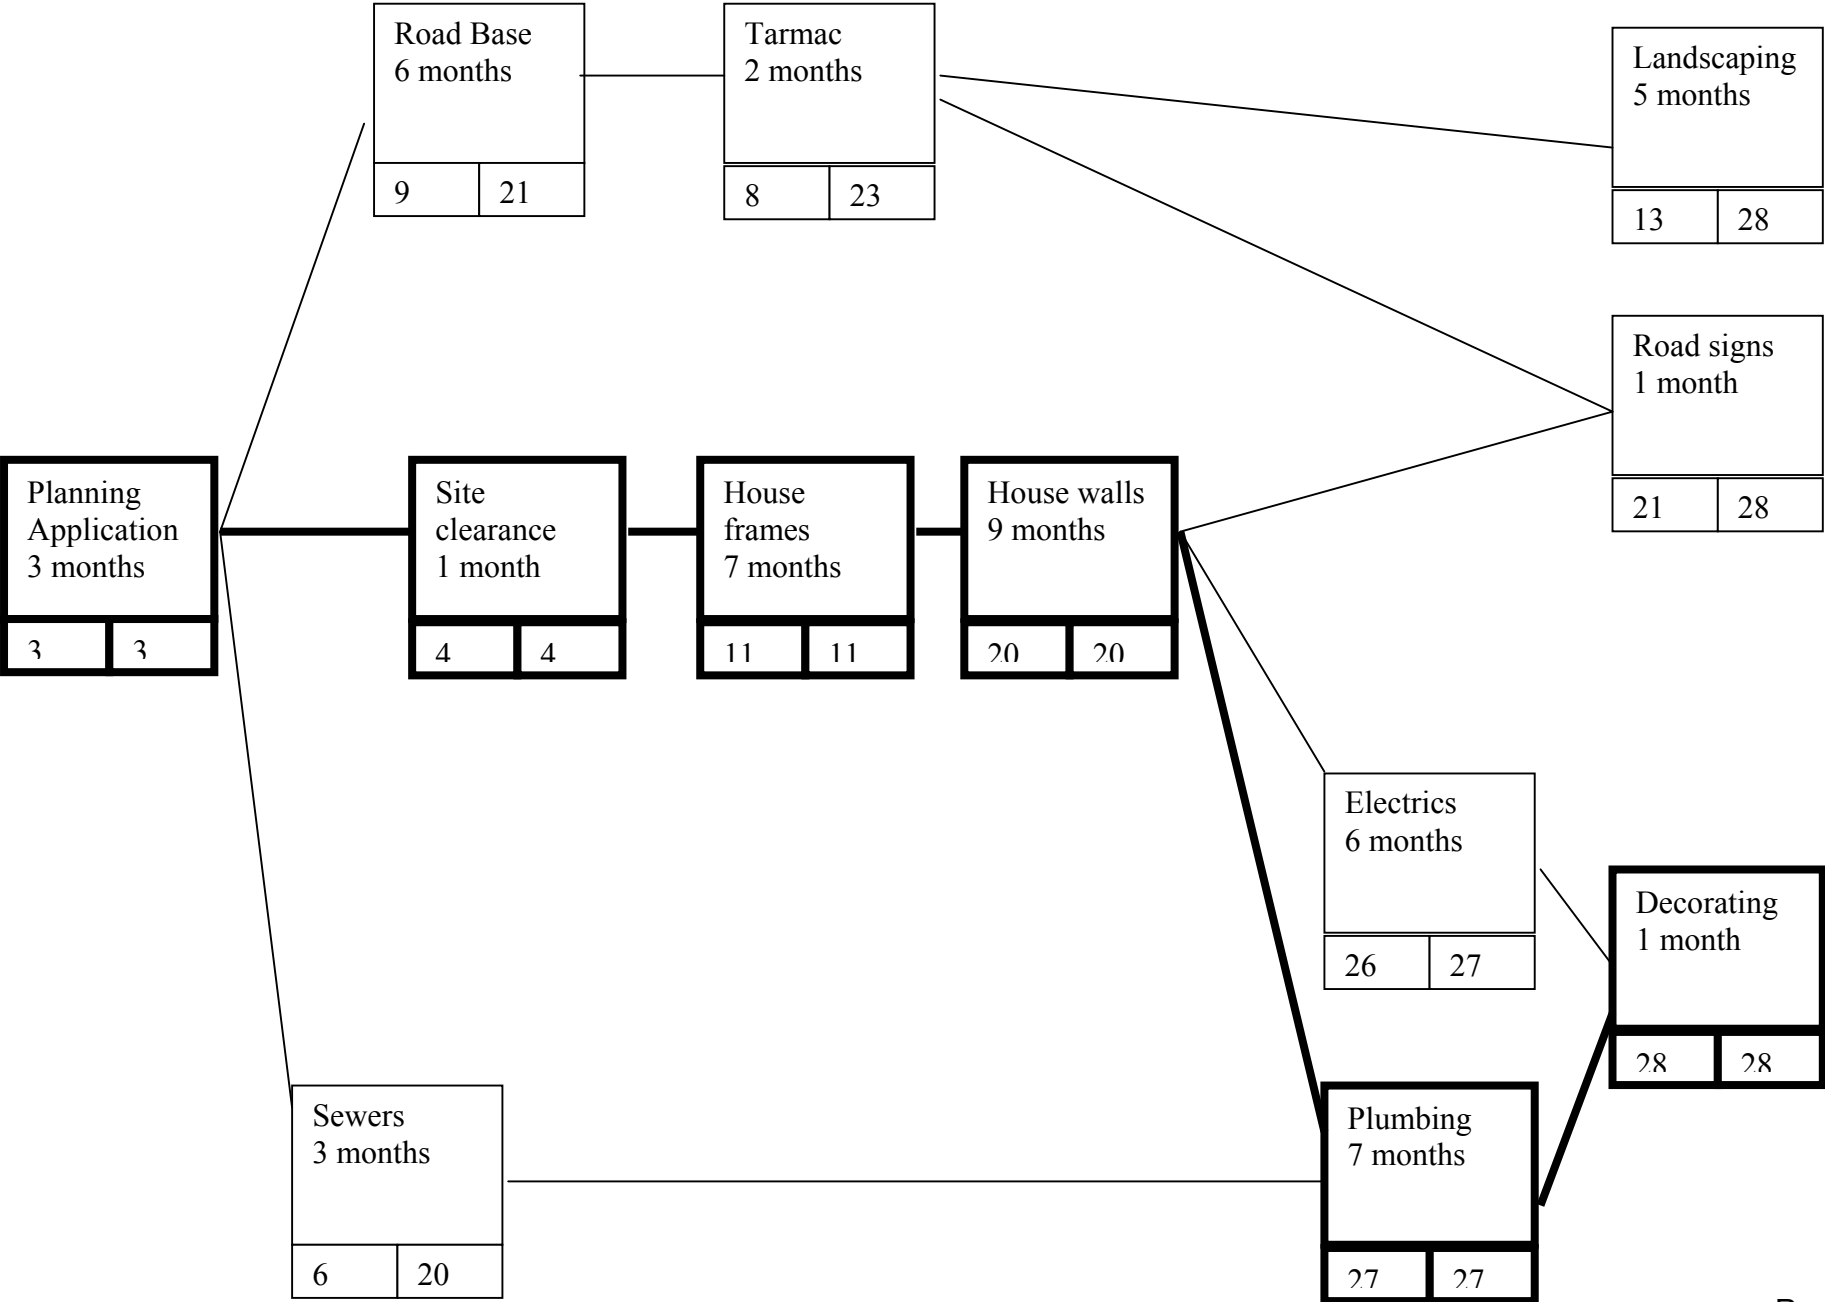 Road Base
6 months
9 21
Tarmac
2 months
8 23
Landscaping
5 months
13 28
Road signs
1 month
21 28
Planning
Application
3 months
3 3
Site
clearance
1 month
4 4
House
frames
7 months
11 11
House walls
9 months
20 20
Electrics
6 months
26 27
Decorating
1 month
28 28
Sewers
3 months
6 20
Plumbing
7 months
27 27